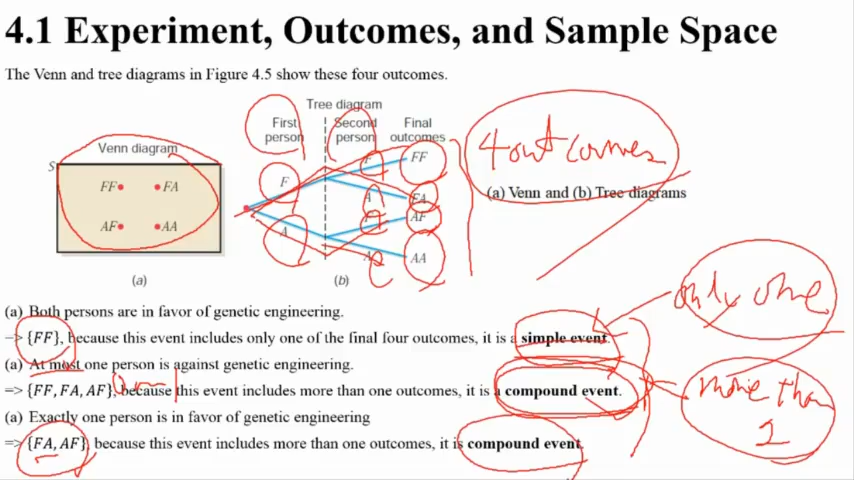 4.1 Experiment, Outcomes, and Sample Space
The Venn and tree diagrams in Figure 4.5 show these four outcomes.
Tree diagram
First person
Second person
Final outcomes
Venn diagram
S
FF
FA
AF
AA
F
A
F
A
F
A
FF
FA
AF
AA
(a)
(b)
4 outcomes
(a) Venn and (b) Tree diagrams
only one
(a) Both persons are in favor of genetic engineering.
=> {FF}, because this event includes only one of the final four outcomes, it is a simple event.
(a) At most one person is against genetic engineering.
=> {FF, FA, AF}, because this event includes more than one outcomes, it is a compound event.
(a) Exactly one person is in favor of genetic engineering
=> {FA, AF}, because this event includes more than one outcomes, it is compound event.
more than
1